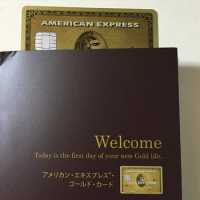 AMERICAN EXPRESS
Welcome
Today is the first day of your new Gold life.
アメリカン・エキスプレス®・
ゴールド・カード